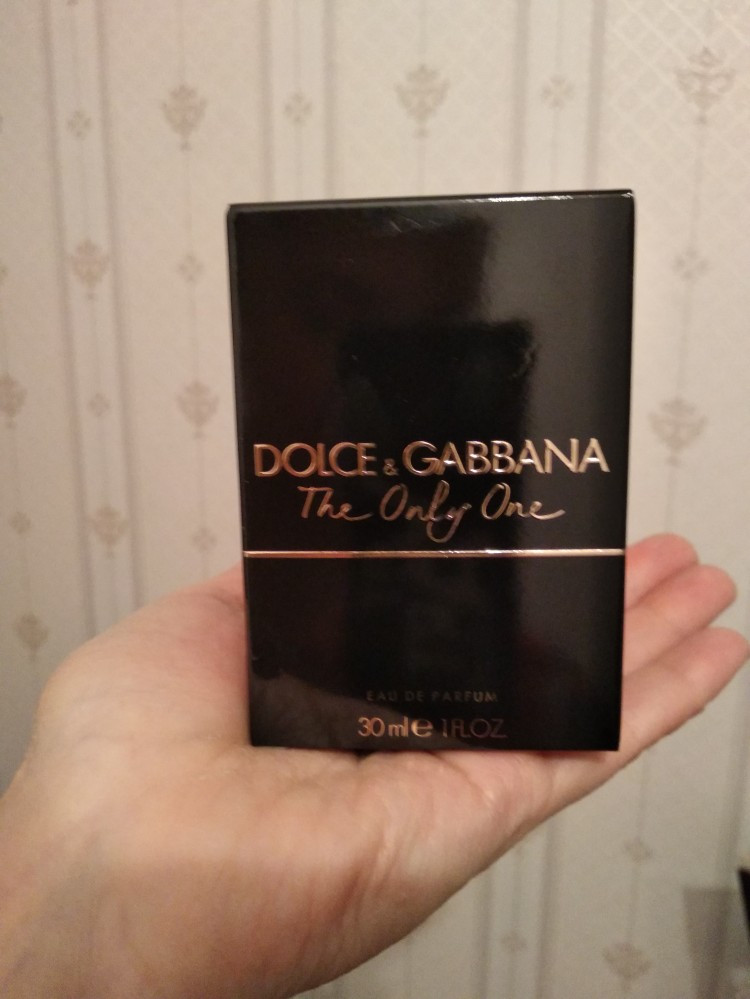 DOLCE & GABBANA
The Only One
EAU DE PARFUM
30 ml e 1 FL.OZ